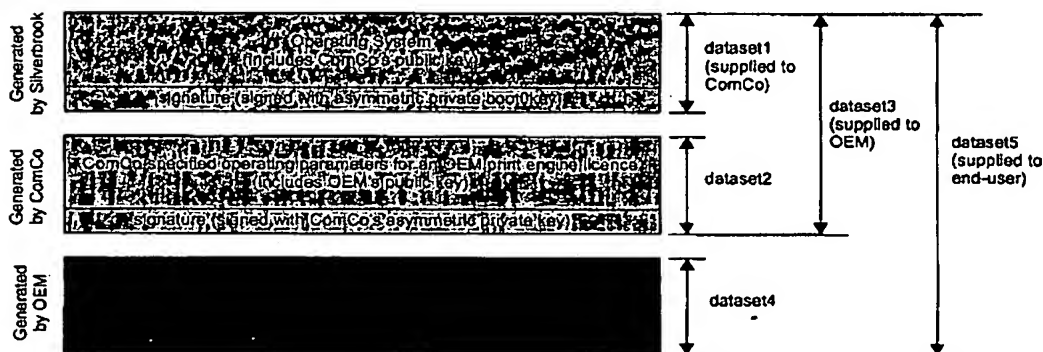 Generated
by Silverbrook
Operating System
(includes ComCo's public key)
signature (signed with asymmetric private boot0key)
dataset1
(supplied to
ComCo)
dataset3
(supplied to
OEM)
dataset5
(supplied to
end-user)
Generated
by ComCo
ComCo specified operating parameters for an OEM print engine licence
(includes OEM's public key)
signature (signed with ComCo's asymmetric private key)
dataset2
Generated
by OEM
dataset4